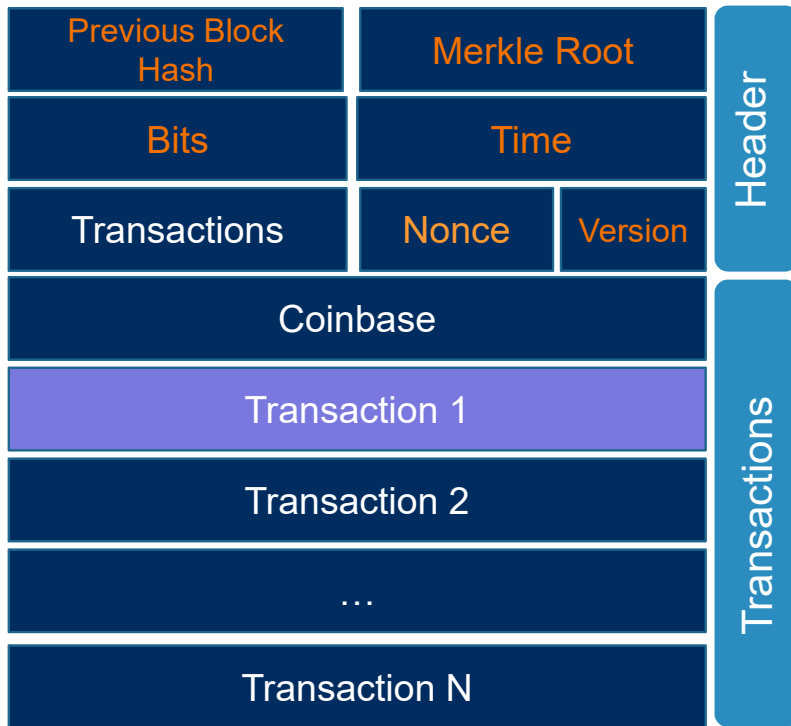 Previous Block
Hash
Merkle Root
Header
Bits
Time
Transactions
Nonce
Version
Coinbase
Transactions
Transaction 1
Transaction 2
…
Transaction N